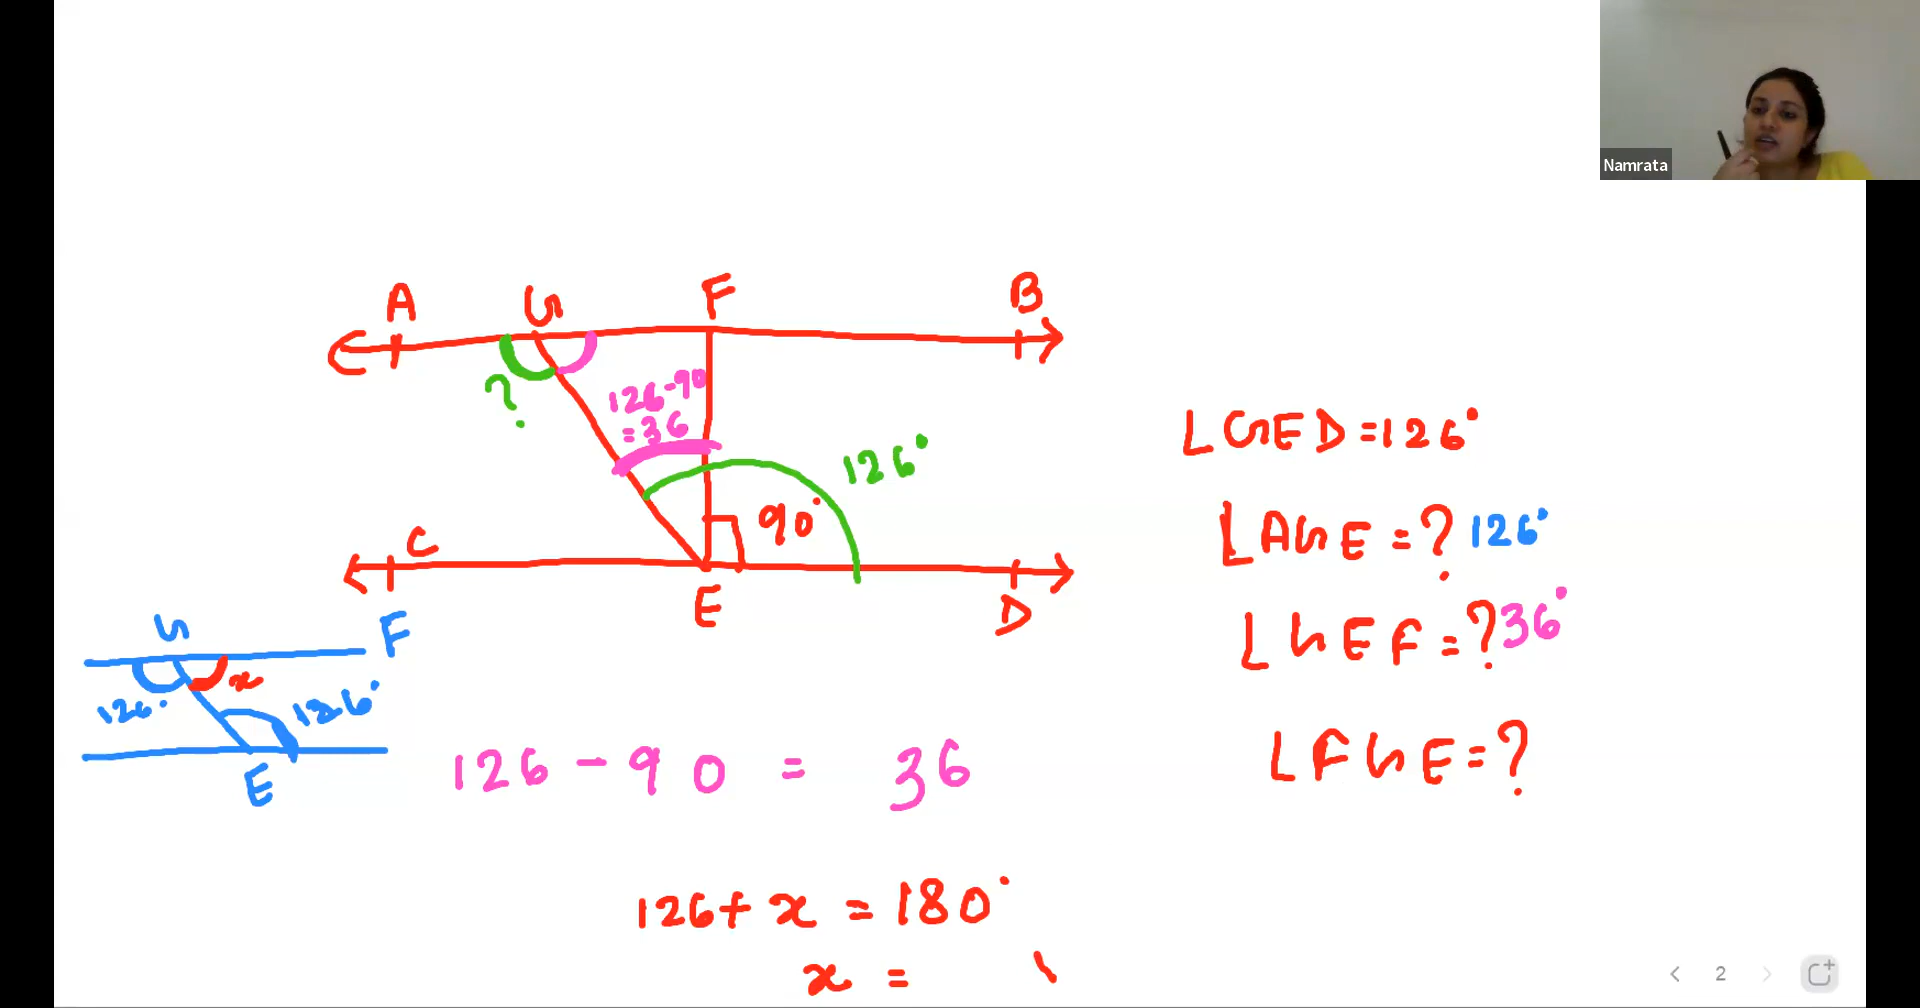 Namrata
A G F B
?
126-90
=36
126°
90°
C E D
∠GED=126°
∠AGE=? 126°
∠GEF=? 36°
∠FGE=?
G F
126° x 126°
E
126-90 = 36
126+x = 180°
x =
2